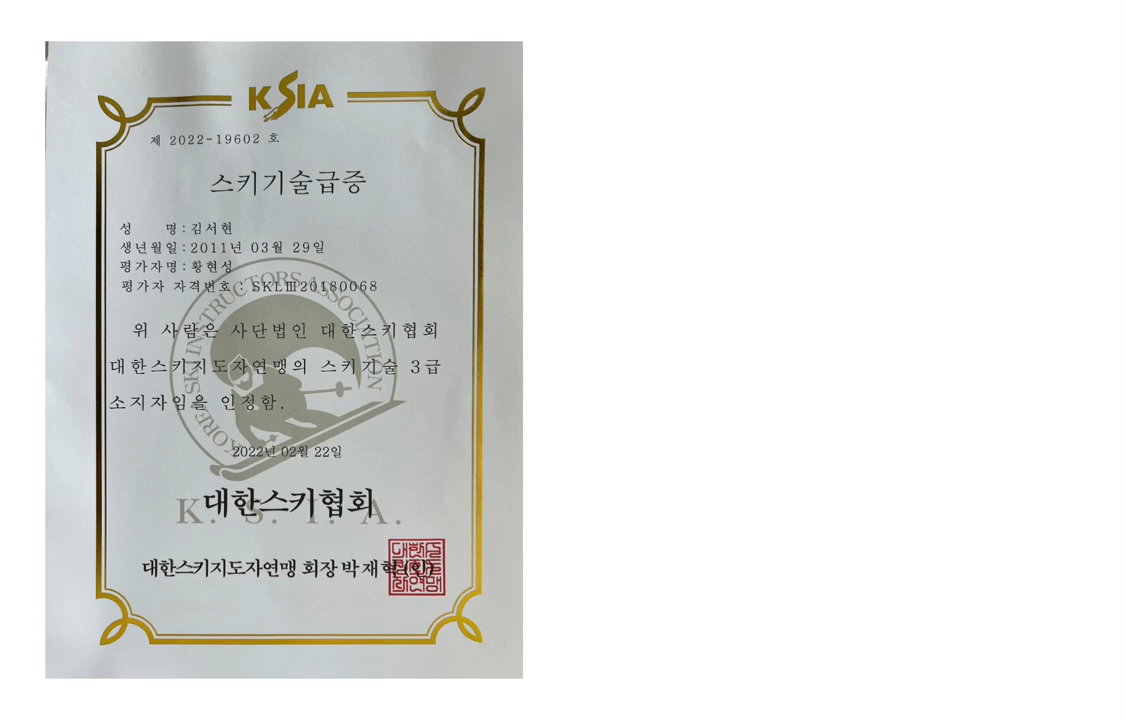 KSIA
제 2022-19602 호
스키기술급증
성 명 : 김서현
생년월일 : 2011년 03월 29일
평가자명 : 황현성
평가자 자격번호 : SKLⅢ20180068
KOREA SKI INSTRUCTORS ASSOCIATION
위 사람은 사단법인 대한스키협회
대한스키지도자연맹의 스키기술 3급
소지자임을 인정함.
2022년 02월 22일
K. S. I. A.
대한스키협회
대한스키지도자연맹 회장 박재혁 (인)